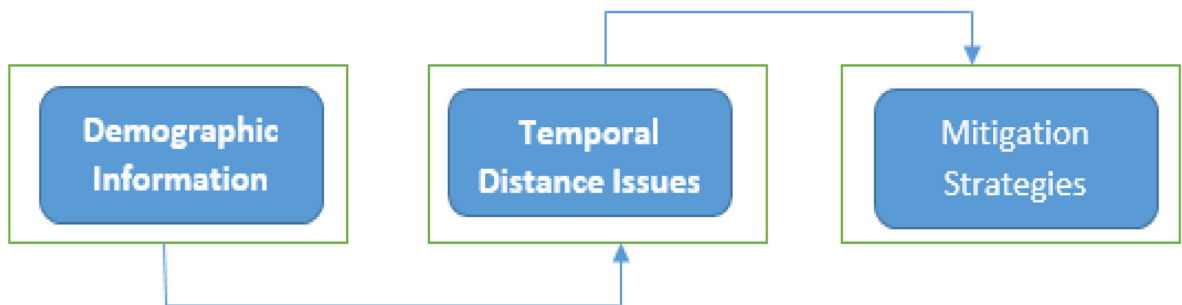 Demographic
Information
Temporal
Distance Issues
Mitigation
Strategies